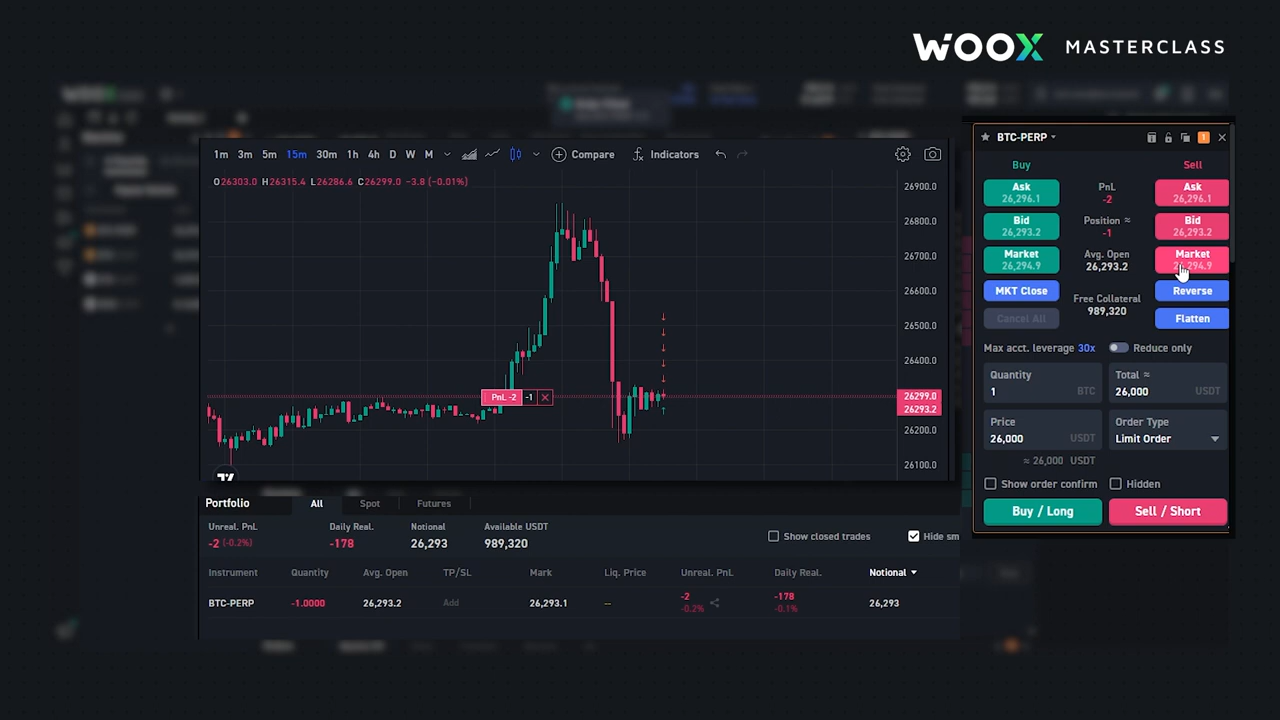 WOOX MASTERCLASS
1m 3m 5m 15m 30m 1h 4h D W M Compare Indicators
O26303.0 H26315.4 L26286.6 C26299.0 -3.8 (-0.01%)
26900.0
26800.0
26700.0
26600.0
26500.0
26400.0
PnL -2 -1
26299.0
26293.2
26200.0
26100.0
BTC-PERP
1
Buy
Sell
Ask
26,296.1
PnL
-2
Ask
26,296.1
Bid
26,293.2
Position ≈
-1
Bid
26,293.2
Market
26,294.9
Avg. Open
26,293.2
Market
MKT Close
Reverse
Free Collateral
989,320
Cancel All
Flatten
Max acct. leverage 30x
Reduce only
Quantity
1 BTC
Total ≈
26,000 USDT
Price
26,000 USDT
Order Type
Limit Order
≈ 26,000 USDT
Show order confirm
Hidden
Buy / Long
Sell / Short
Portfolio All Spot Futures
Unreal. PnL Daily Real. Notional Available USDT
-2 (-0.2%) -178 26,293 989,320
Show closed trades
Hide sm
Instrument Quantity Avg. Open TP/SL Mark Liq. Price Unreal. PnL Daily Real. Notional
BTC-PERP -1.0000 26,293.2 Add 26,293.1 -- -2 -178 26,293
-0.2% -0.1%